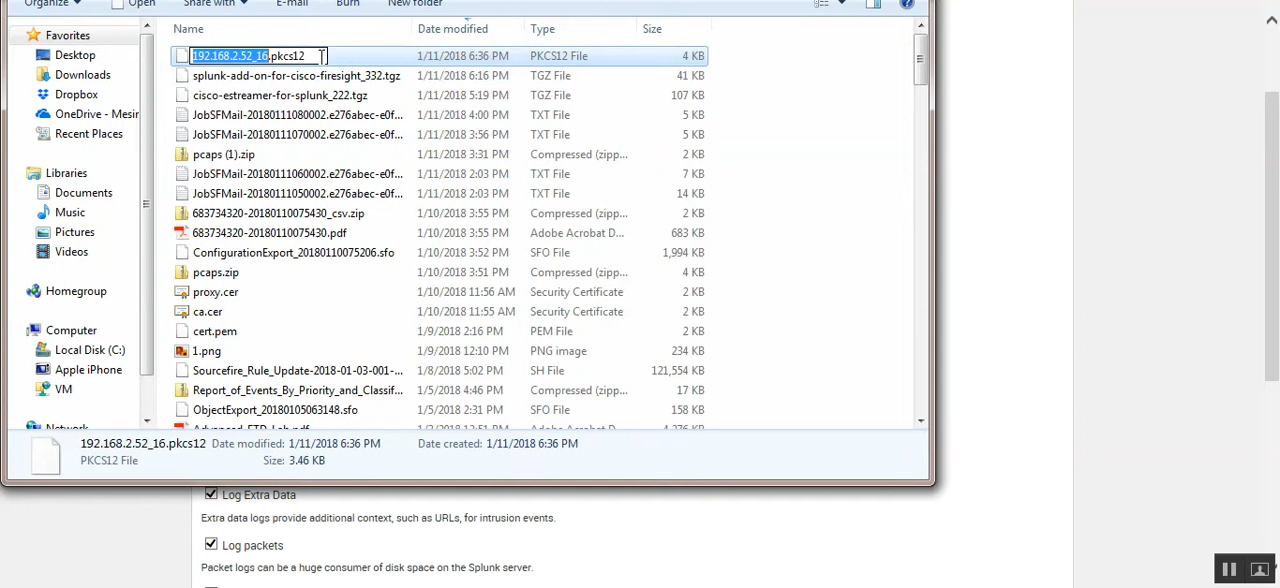 Organize Open Share with E-mail Burn New folder
Favorites
Desktop
Downloads
Dropbox
OneDrive - Mesir
Recent Places
Libraries
Documents
Music
Pictures
Videos
Homegroup
Computer
Local Disk (C:)
Apple iPhone
VM
Network
Name Date modified Type Size
192.168.2.52_16.pkcs12 1/11/2018 6:36 PM PKCS12 File 4 KB
splunk-add-on-for-cisco-firesight_332.tgz 1/11/2018 6:16 PM TGZ File 41 KB
cisco-estreamer-for-splunk_222.tgz 1/11/2018 5:19 PM TGZ File 107 KB
JobSFMail-20180111080002.e276abec-e0f... 1/11/2018 4:00 PM TXT File 5 KB
JobSFMail-20180111070002.e276abec-e0f... 1/11/2018 3:56 PM TXT File 5 KB
pcaps (1).zip 1/11/2018 3:31 PM Compressed (zipp... 2 KB
JobSFMail-20180111060002.e276abec-e0f... 1/11/2018 2:03 PM TXT File 7 KB
JobSFMail-20180111050002.e276abec-e0f... 1/11/2018 2:03 PM TXT File 14 KB
683734320-20180110075430_csv.zip 1/10/2018 3:55 PM Compressed (zipp... 2 KB
683734320-20180110075430.pdf 1/10/2018 3:55 PM Adobe Acrobat D... 683 KB
ConfigurationExport_20180110075206.sfo 1/10/2018 3:52 PM SFO File 1,994 KB
pcaps.zip 1/10/2018 3:51 PM Compressed (zipp... 4 KB
proxy.cer 1/10/2018 11:56 AM Security Certificate 2 KB
ca.cer 1/10/2018 11:55 AM Security Certificate 2 KB
cert.pem 1/9/2018 2:16 PM PEM File 2 KB
1.png 1/9/2018 12:10 PM PNG image 234 KB
Sourcefire_Rule_Update-2018-01-03-001-... 1/8/2018 5:02 PM SH File 121,554 KB
Report_of_Events_By_Priority_and_Classif... 1/5/2018 4:46 PM Compressed (zipp... 17 KB
ObjectExport_20180105063148.sfo 1/5/2018 2:31 PM SFO File 158 KB
Advanced_FTD_Lab.pdf 1/5/2018 Adobe Acrobat D...
192.168.2.52_16.pkcs12 Date modified: 1/11/2018 6:36 PM Date created: 1/11/2018 6:36 PM
PKCS12 File Size: 3.46 KB
Log Extra Data
Extra data logs provide additional context, such as URLs, for intrusion events.
Log packets
Packet logs can be a huge consumer of disk space on the Splunk server.